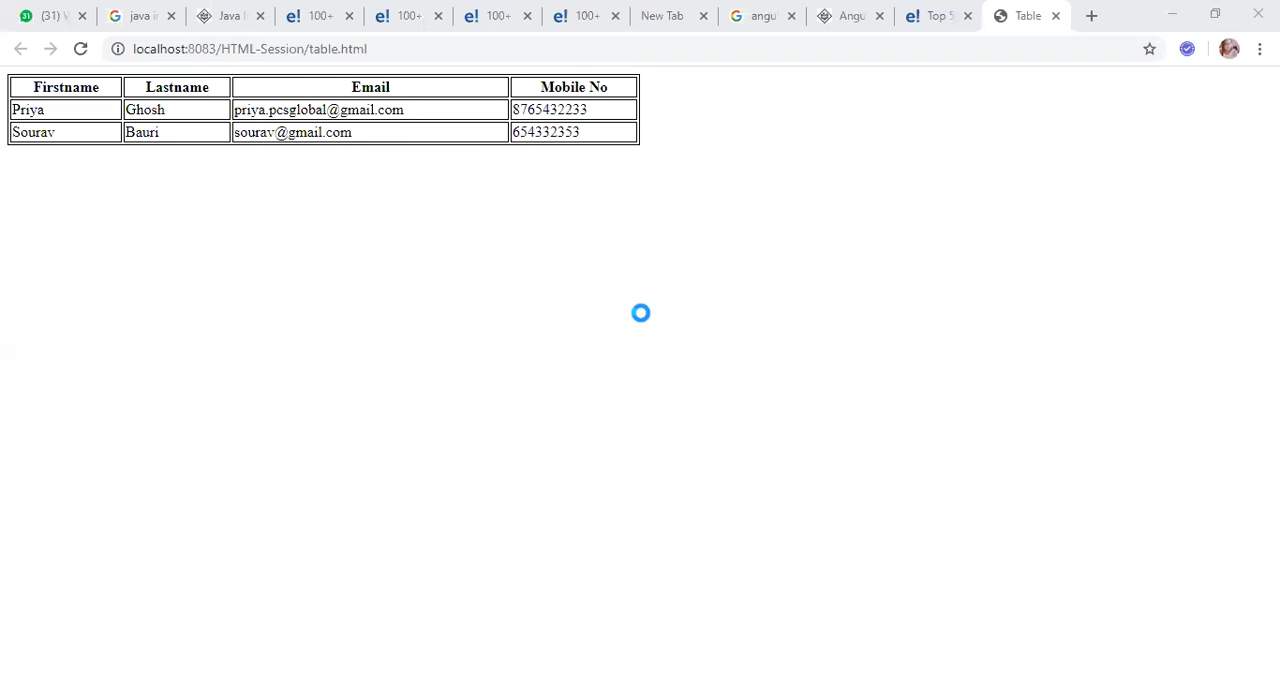 31 (31) java i Java I 100+ 100+ 100+ 100+ New Tab angu Angu Top 5 Table
localhost:8083/HTML-Session/table.html
Firstname Lastname Email Mobile No
Priya Ghosh priya.pcsglobal@gmail.com 8765432233
Sourav Bauri sourav@gmail.com 654332353